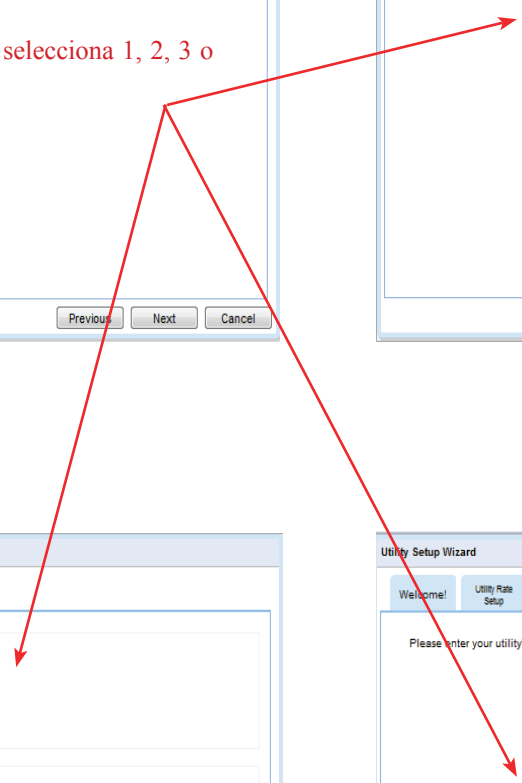 selecciona 1, 2, 3 o
Previous Next Cancel
Utility Setup Wizard
Welcome! Utility Rate
Setup
Please enter your utility